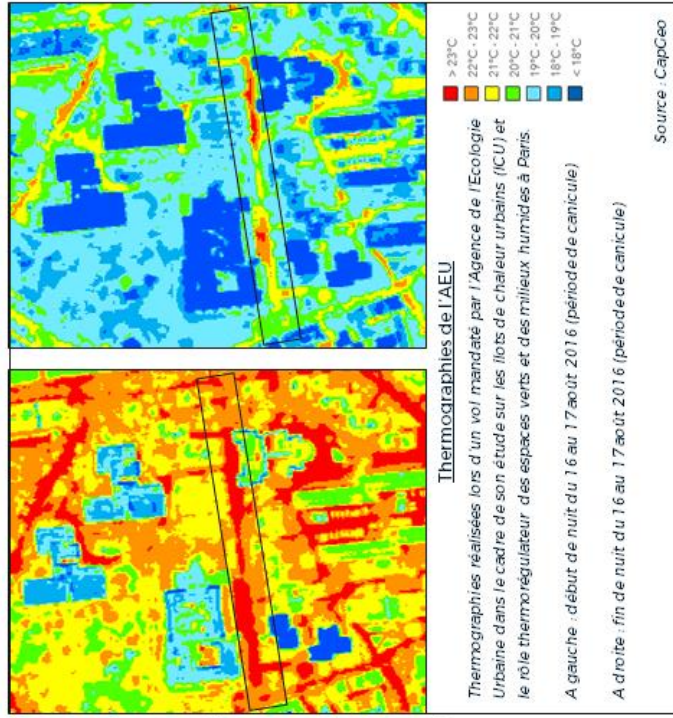 Thermographies de l'AEU
Thermographies réalisées lors d'un vol mandaté par l'Agence de l'Ecologie
Urbaine dans le cadre de son étude sur les îlots de chaleur urbains (ICU) et
le rôle thermorégulateur des espaces verts et des milieux humides à Paris.
A gauche : début de nuit du 16 au 17 août 2016 (période de canicule)
A droite : fin de nuit du 16 au 17 août 2016 (période de canicule)
> 23°C
22°C - 23°C
21°C - 22°C
20°C - 21°C
19°C - 20°C
18°C - 19°C
< 18°C
Source : CapGeo